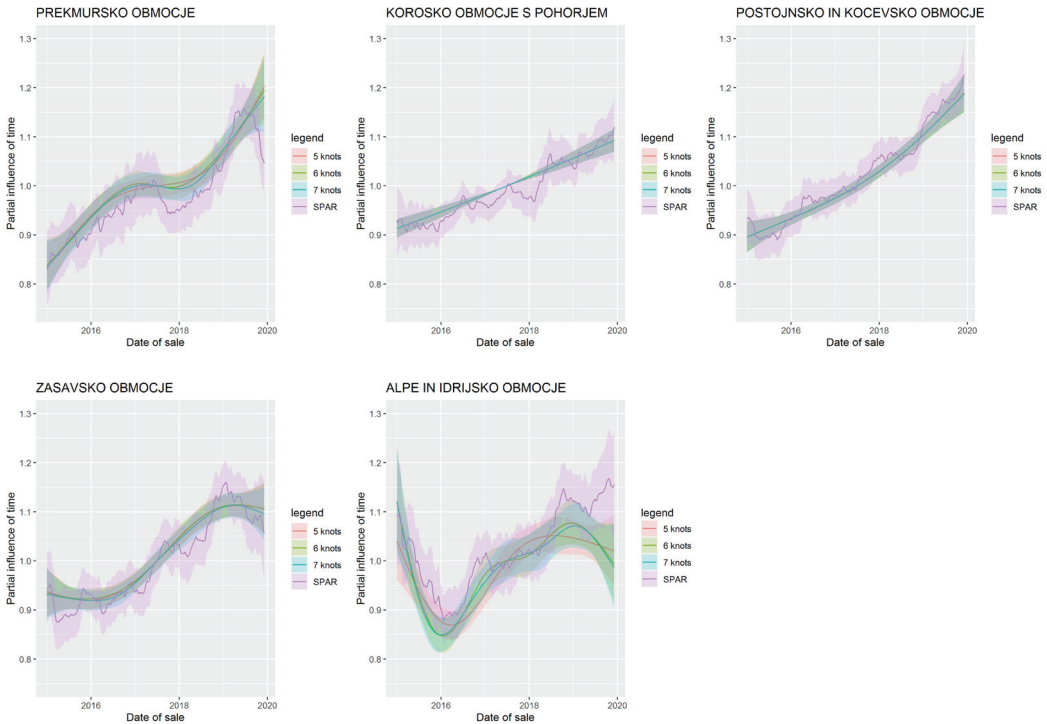 PREKMURSKO OBMOCJE
1.3
1.2
1.1
1.0
0.9
0.8
Partial influence of time
2016
2018
2020
Date of sale
legend
5 knots
6 knots
7 knots
SPAR
KOROSKO OBMOCJE S POHORJEM
1.3
1.2
1.1
1.0
0.9
0.8
Partial influence of time
2016
2018
2020
Date of sale
legend
5 knots
6 knots
7 knots
SPAR
POSTOJNSKO IN KOCEVSKO OBMOCJE
1.3
1.2
1.1
1.0
0.9
0.8
Partial influence of time
2016
2018
2020
Date of sale
legend
5 knots
6 knots
7 knots
SPAR
ZASAVSKO OBMOCJE
1.3
1.2
1.1
1.0
0.9
0.8
Partial influence of time
2016
2018
2020
Date of sale
legend
5 knots
6 knots
7 knots
SPAR
ALPE IN IDRIJSKO OBMOCJE
1.3
1.2
1.1
1.0
0.9
0.8
Partial influence of time
2016
2018
2020
Date of sale
legend
5 knots
6 knots
7 knots
SPAR